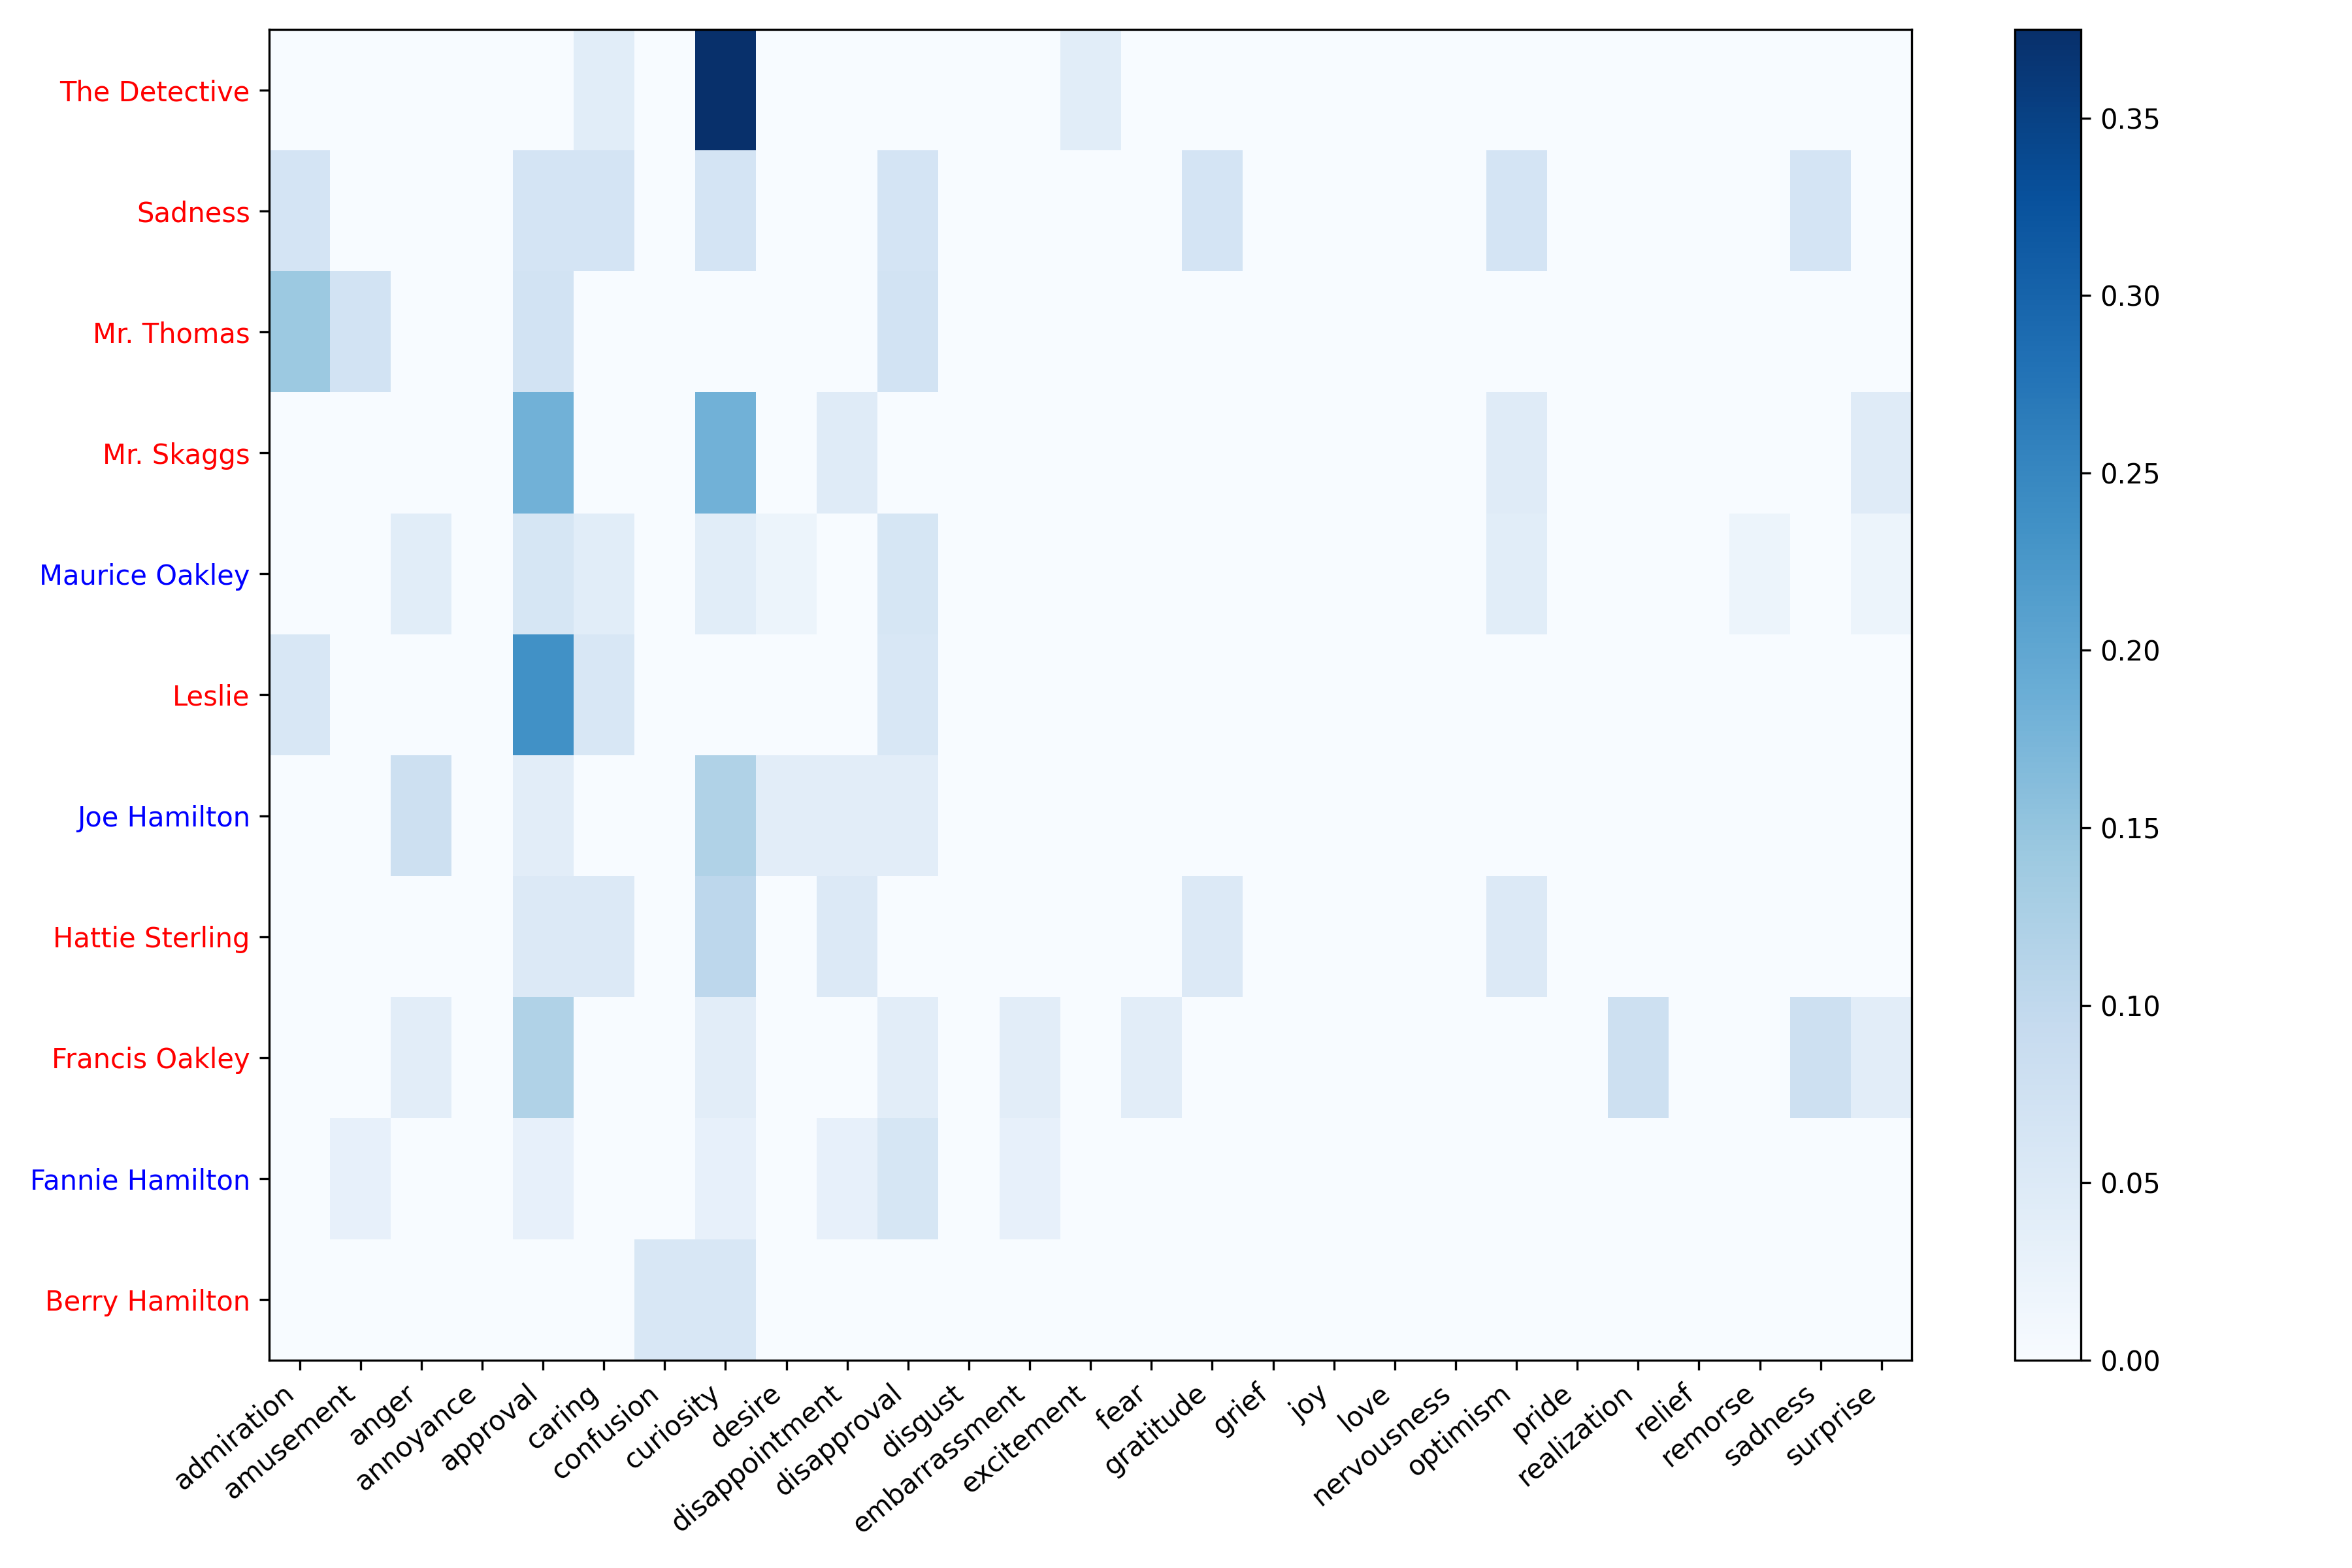 The Detective
Sadness
Mr. Thomas
Mr. Skaggs
Maurice Oakley
Leslie
Joe Hamilton
Hattie Sterling
Francis Oakley
Fannie Hamilton
Berry Hamilton
admiration
amusement
anger
annoyance
approval
caring
confusion
curiosity
desire
disappointment
disapproval
disgust
embarrassment
excitement
fear
gratitude
grief
joy
love
nervousness
optimism
pride
realization
relief
remorse
sadness
surprise
0.35
0.30
0.25
0.20
0.15
0.10
0.05
0.00